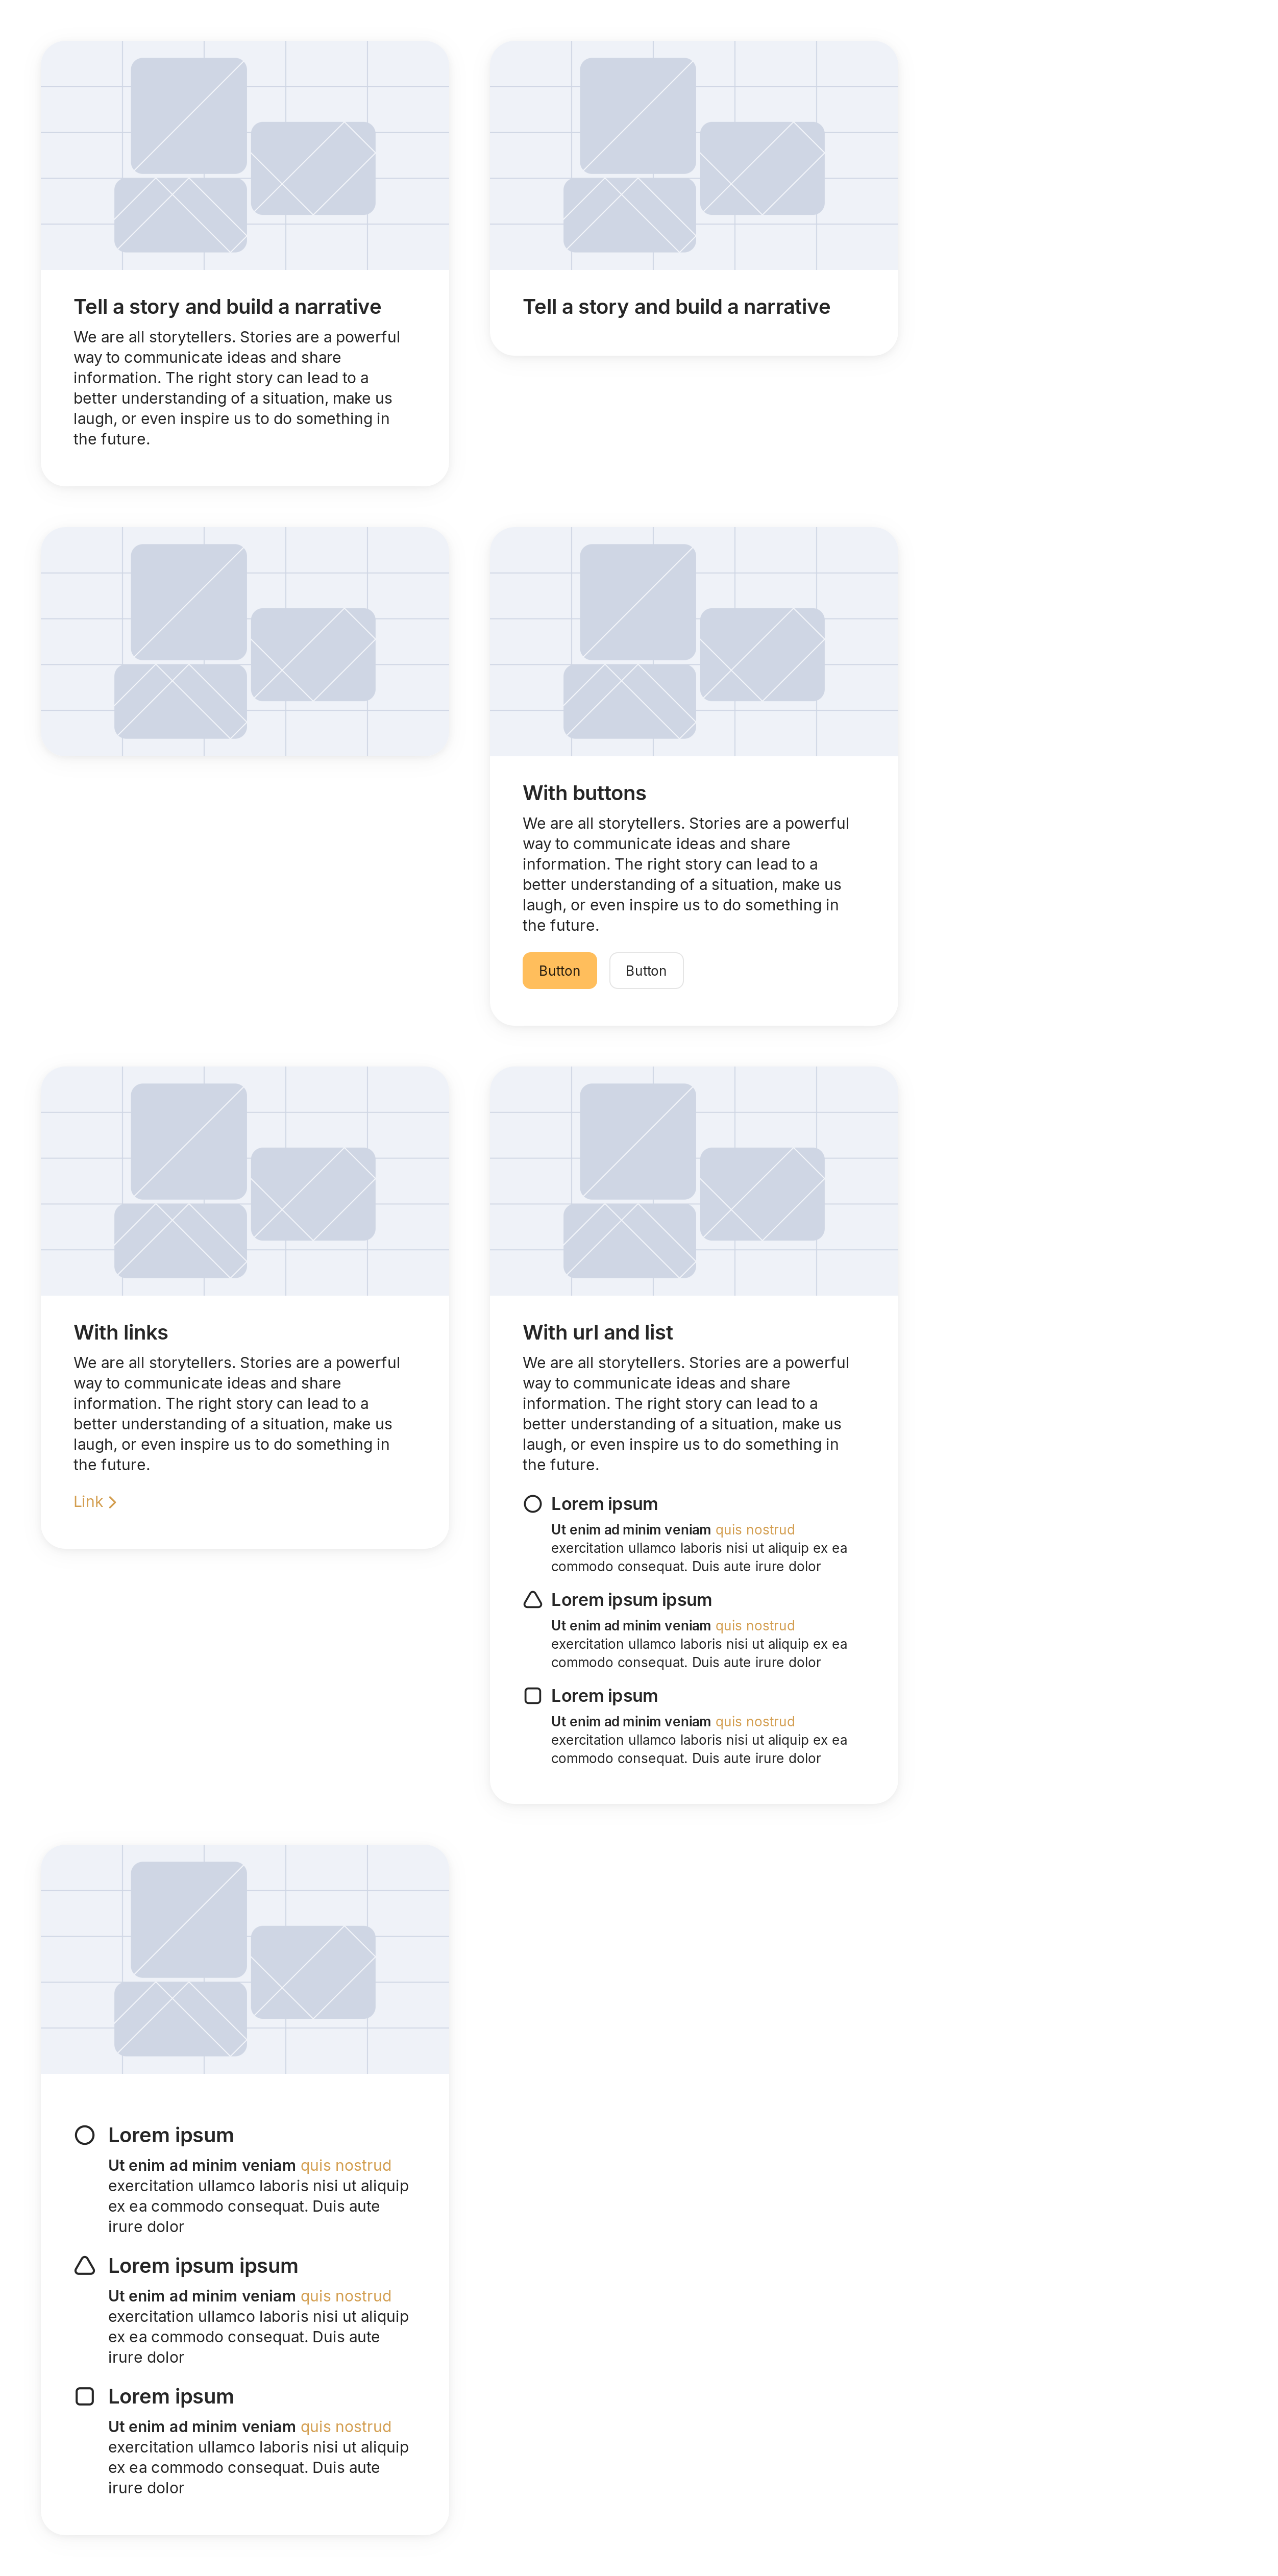 Tell a story and build a narrative
We are all storytellers. Stories are a powerful
way to communicate ideas and share
information. The right story can lead to a
better understanding of a situation, make us
laugh, or even inspire us to do something in
the future.
Tell a story and build a narrative
With buttons
We are all storytellers. Stories are a powerful
way to communicate ideas and share
information. The right story can lead to a
better understanding of a situation, make us
laugh, or even inspire us to do something in
the future.
Button Button
With links
We are all storytellers. Stories are a powerful
way to communicate ideas and share
information. The right story can lead to a
better understanding of a situation, make us
laugh, or even inspire us to do something in
the future.
Link
With url and list
We are all storytellers. Stories are a powerful
way to communicate ideas and share
information. The right story can lead to a
better understanding of a situation, make us
laugh, or even inspire us to do something in
the future.
Lorem ipsum
Ut enim ad minim veniam quis nostrud
exercitation ullamco laboris nisi ut aliquip ex ea
commodo consequat. Duis aute irure dolor
Lorem ipsum ipsum
Ut enim ad minim veniam quis nostrud
exercitation ullamco laboris nisi ut aliquip ex ea
commodo consequat. Duis aute irure dolor
Lorem ipsum
Ut enim ad minim veniam quis nostrud
exercitation ullamco laboris nisi ut aliquip ex ea
commodo consequat. Duis aute irure dolor
Lorem ipsum
Ut enim ad minim veniam quis nostrud
exercitation ullamco laboris nisi ut aliquip
ex ea commodo consequat. Duis aute
irure dolor
Lorem ipsum ipsum
Ut enim ad minim veniam quis nostrud
exercitation ullamco laboris nisi ut aliquip
ex ea commodo consequat. Duis aute
irure dolor
Lorem ipsum
Ut enim ad minim veniam quis nostrud
exercitation ullamco laboris nisi ut aliquip
ex ea commodo consequat. Duis aute
irure dolor